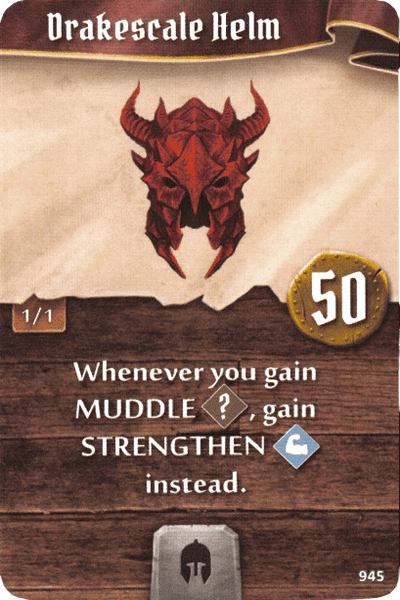 Drakescale Helm
1/1
50
Whenever you gain
MUDDLE ?, gain
STRENGTHEN
instead.
945